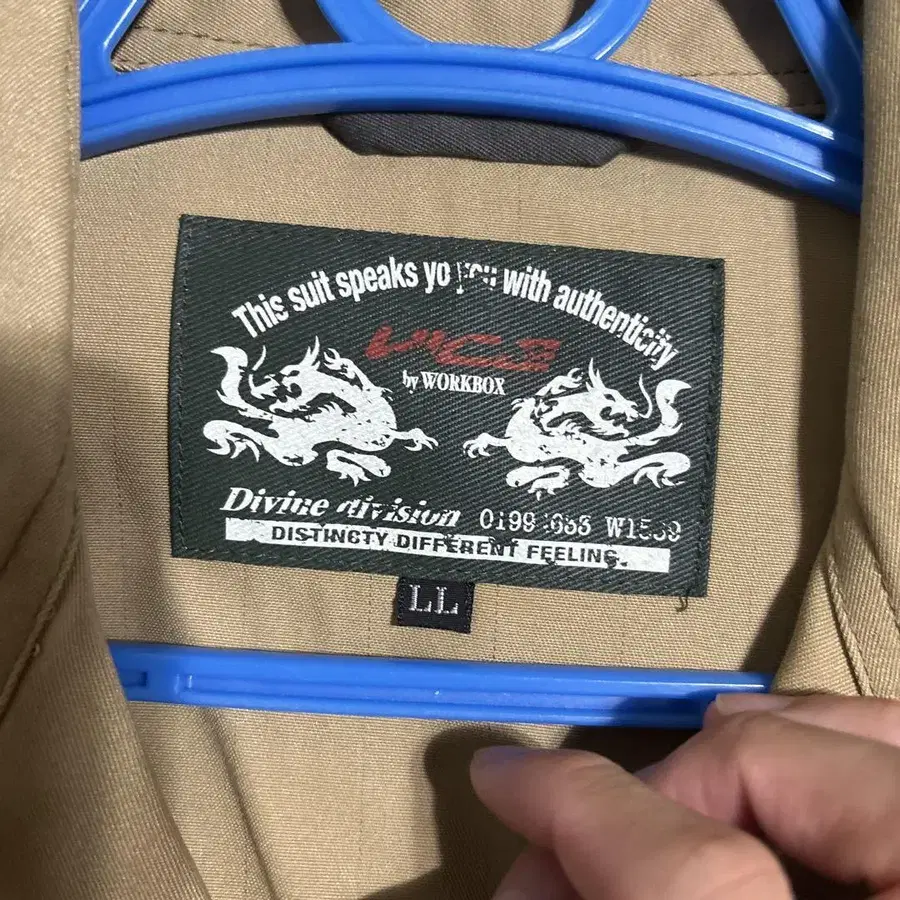 This suit speaks yo you with authenticity
by WORKBOX
Divine division
DISTINCTY DIFFERENT FEELING.
LL